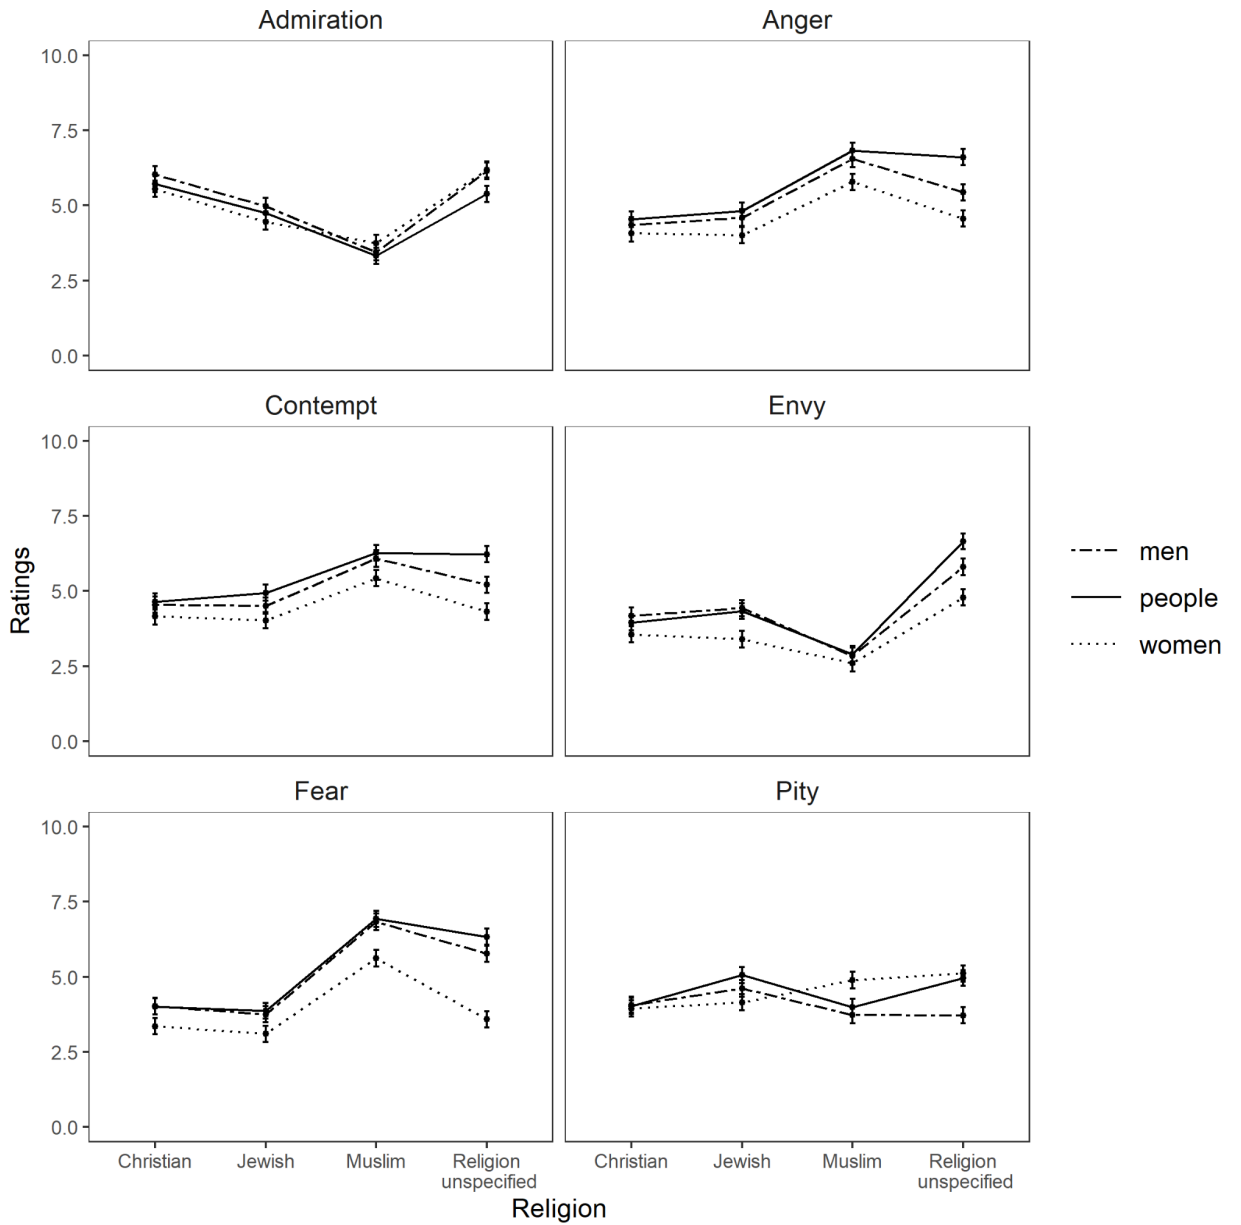 Admiration
Anger
10.0
7.5
5.0
2.5
0.0
Contempt
Envy
10.0
7.5
5.0
2.5
0.0
Ratings
men
people
women
Fear
Pity
10.0
7.5
5.0
2.5
0.0
Christian
Jewish
Muslim
Religion
unspecified
Christian
Jewish
Muslim
Religion
unspecified
Religion